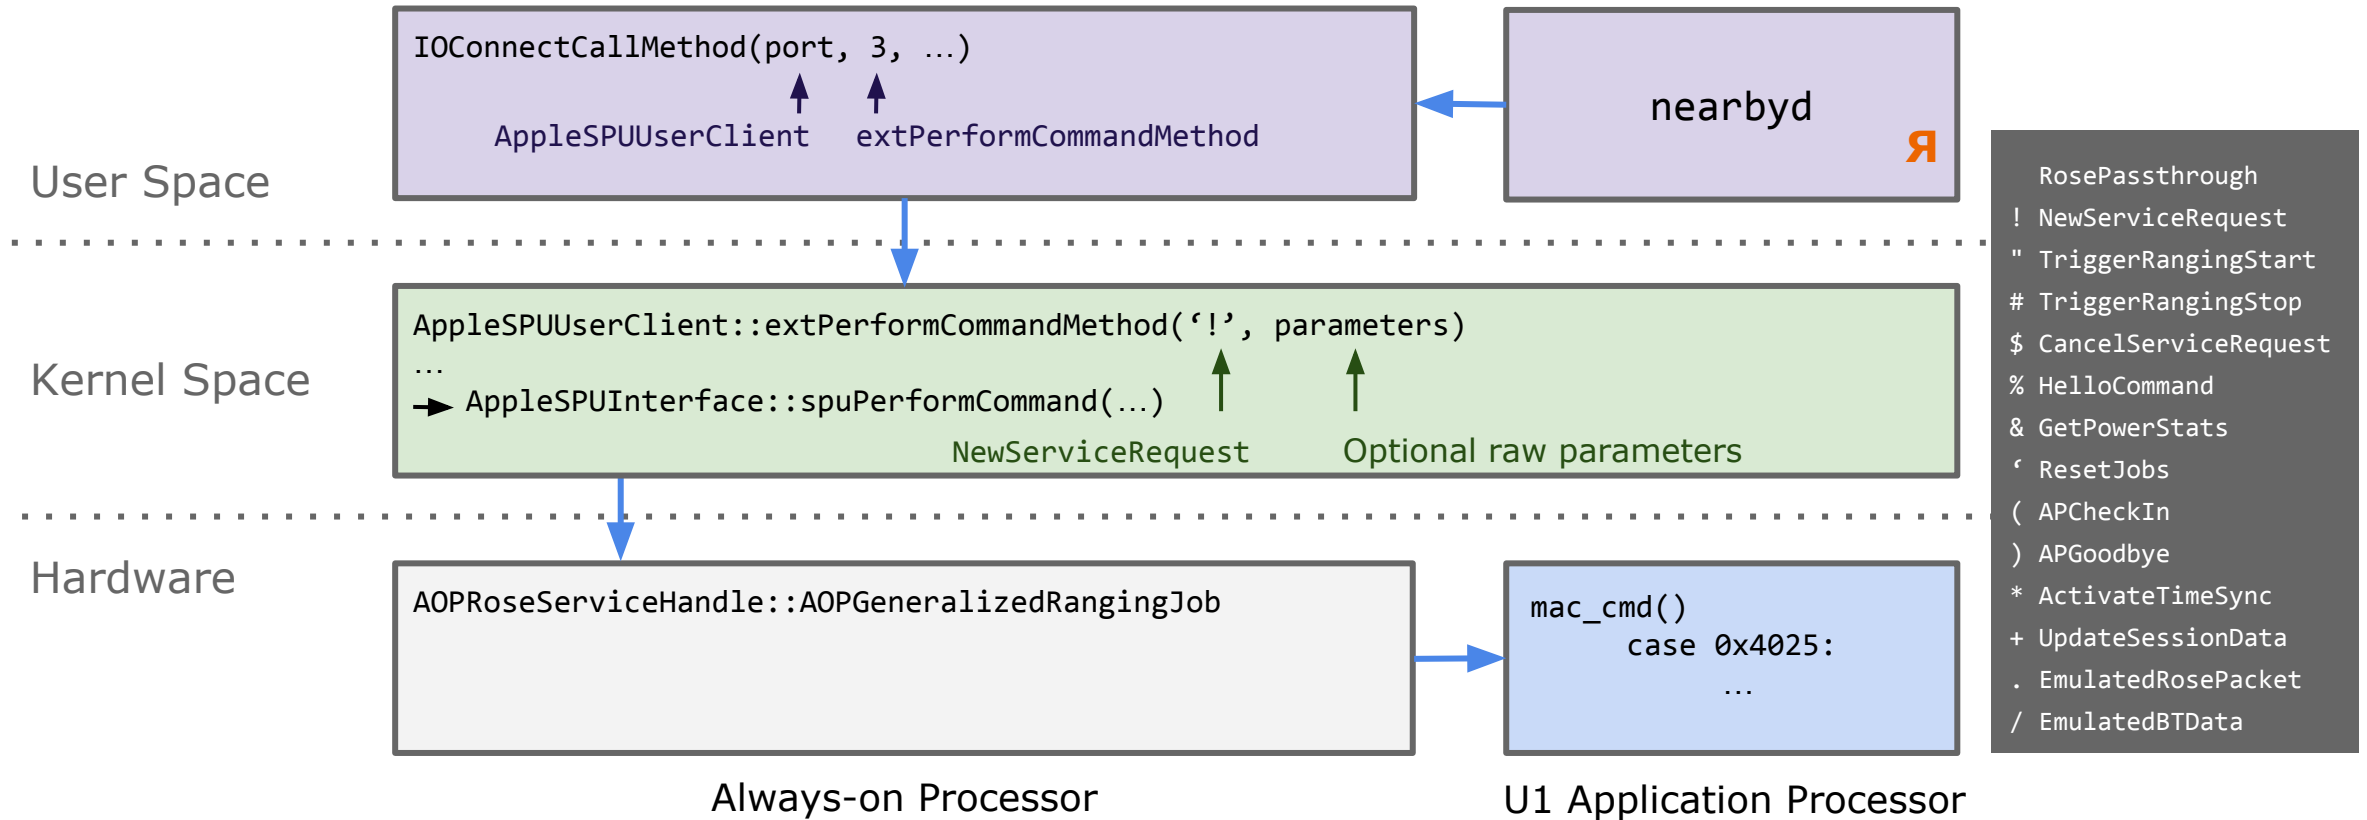 User Space
IOConnectCallMethod(port, 3, …)
AppleSPUUserClient extPerformCommandMethod
nearbyd
Я
Kernel Space
AppleSPUUserClient::extPerformCommandMethod(‘!’, parameters)
…
AppleSPUInterface::spuPerformCommand(…)
NewServiceRequest Optional raw parameters
Hardware
AOPRoseServiceHandle::AOPGeneralizedRangingJob
Always-on Processor
mac_cmd()
case 0x4025:
…
U1 Application Processor
RosePassthrough
! NewServiceRequest
" TriggerRangingStart
# TriggerRangingStop
$ CancelServiceRequest
% HelloCommand
& GetPowerStats
‘ ResetJobs
( APCheckIn
) APGoodbye
* ActivateTimeSync
+ UpdateSessionData
. EmulatedRosePacket
/ EmulatedBTData